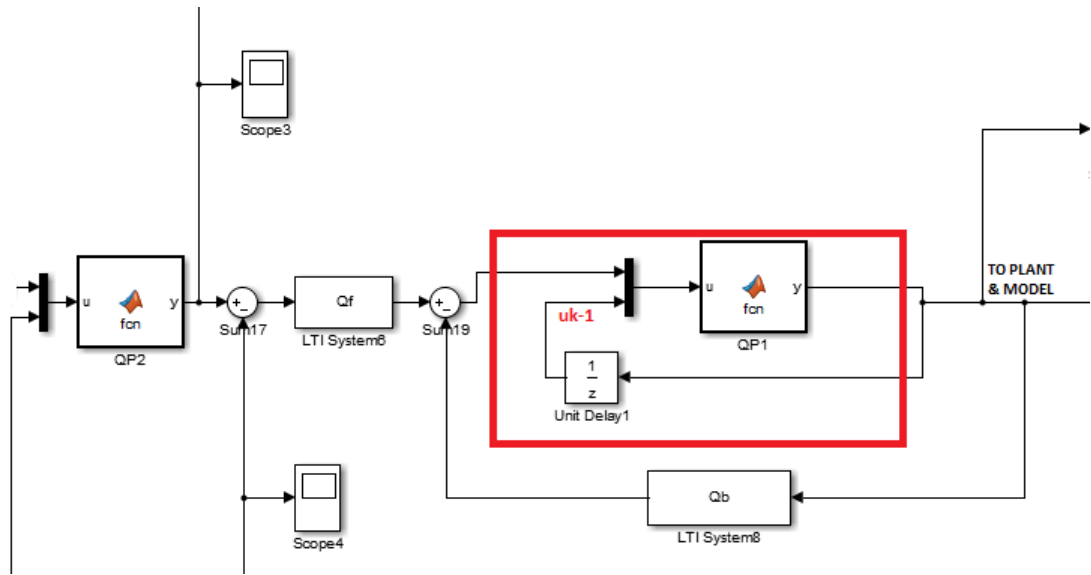 Scope3
u
fcn
y
QP2
+
−
Sum17
Qf
LTI System6
+
−
Sum19
uk-1
u
fcn
y
QP1
1
z
Unit Delay1
TO PLANT
& MODEL
Scope4
Qb
LTI System8